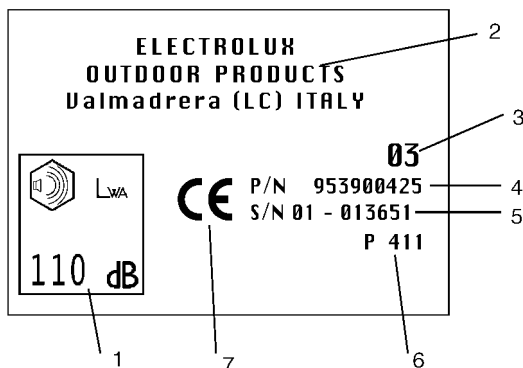 ELECTROLUX
OUTDOOR PRODUCTS
Valmadrera (LC) ITALY
2
03
3
LWA
CE
P/N 953900425
4
S/N 01 - 013651
5
P 411
110 dB
1
7
6